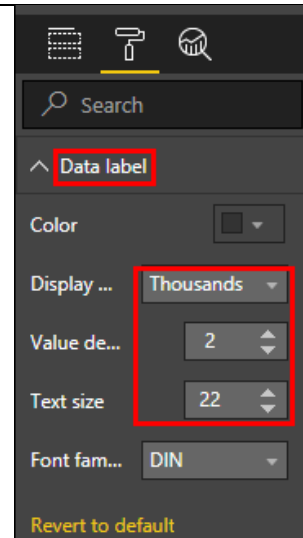 Search
Data label
Color
Display ... Thousands
Value de... 2
Text size 22
Font fam... DIN
Revert to default